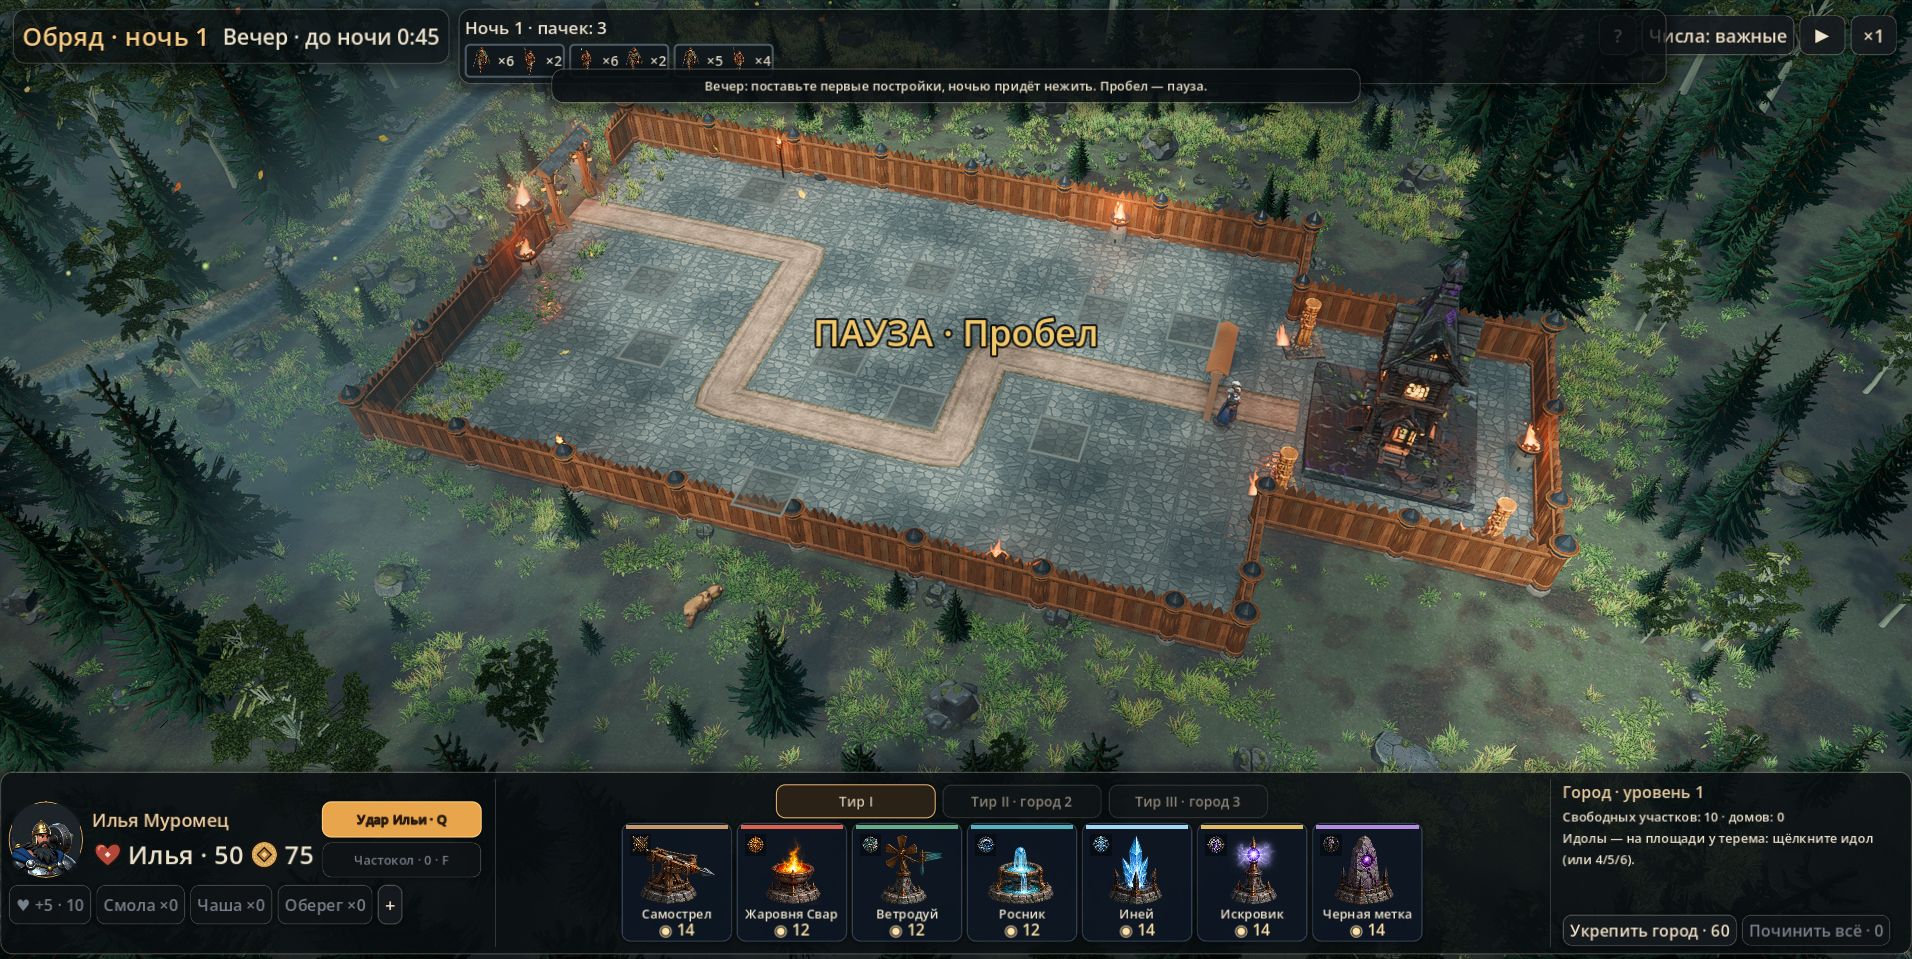 Обряд · ночь 1
Вечер · до ночи 0:45
Ночь 1 · пачек: 3
×6 ×2 ×6 ×2 ×5 ×4
? Числа: важные ▶ ×1
Вечер: поставьте первые постройки, ночью придёт нежить. Пробел — пауза.
ПАУЗА · Пробел
Илья Муромец
Илья · 50 75
Удар Ильи · Q
Частокол · 0 · F
♥ +5 · 10
Смола ×0
Чаша ×0
Оберег ×0
+
Тир I
Тир II · город 2
Тир III · город 3
Самострел
14
Жаровня Свар
12
Ветродуй
12
Росник
12
Иней
14
Искровик
14
Черная метка
14
Город · уровень 1
Свободных участков: 10 · домов: 0
Идолы — на площади у терема: щёлкните идол
(или 4/5/6).
Укрепить город · 60
Починить всё · 0